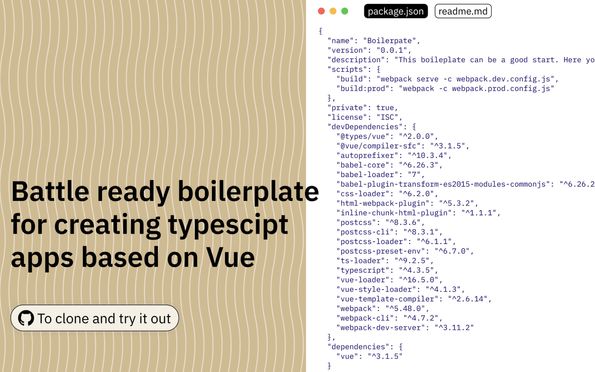 Battle ready boilerplate
for creating typescipt
apps based on Vue
To clone and try it out
package.json
readme.md
{
"name": "Boilerpate",
"version": "0.0.1",
"description": "This boileplate can be a good start. Here yo
"scripts": {
"build": "webpack serve -c webpack.dev.config.js"
"build:prod": "webpack -c webpack.prod.config.js"
},
"private": true,
"license": "ISC",
"devDependencies": {
"@types/vue": "^2.0.0",
"@vue/compiler-sfc": "^3.1.5",
"autoprefixer": "^10.3.4",
"babel-core": "^6.26.3",
"babel-loader": "7",
"babel-plugin-transform-es2015-modules-commonjs": "^6.26.2
"css-loader": "^6.2.0",
"html-webpack-plugin": "^5.3.2",
"inline-chunk-html-plugin": "^1.1.1",
"postcss": "^8.3.6",
"postcss-cli": "^8.3.1",
"postcss-loader": "^6.1.1",
"postcss-preset-env": "^6.7.0",
"ts-loader": "^9.2.5",
"typescript": "^4.3.5",
"vue-loader": "^16.5.0",
"vue-style-loader": "^4.1.3",
"vue-template-compiler": "^2.6.14",
"webpack": "^5.48.0",
"webpack-cli": "^4.7.2",
"webpack-dev-server": "^3.11.2"
},
"dependencies": {
"vue": "^3.1.5"
}